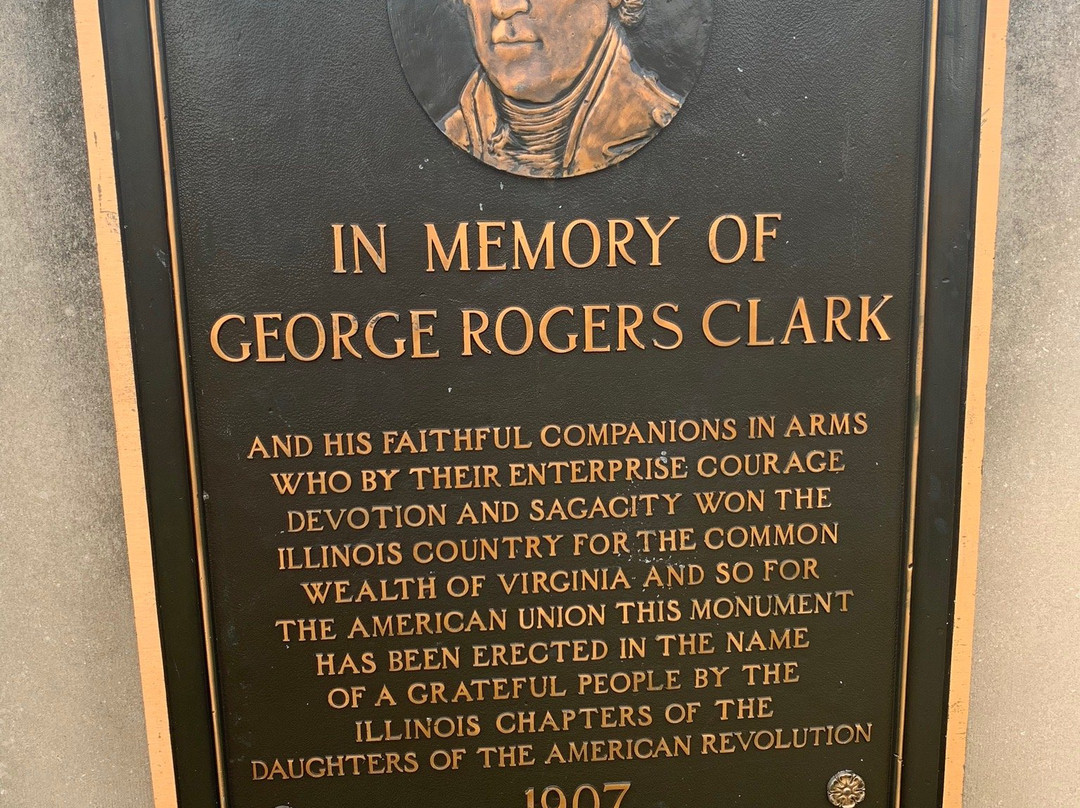 IN MEMORY OF
GEORGE ROGERS CLARK
AND HIS FAITHFUL COMPANIONS IN ARMS
WHO BY THEIR ENTERPRISE COURAGE
DEVOTION AND SAGACITY WON THE
ILLINOIS COUNTRY FOR THE COMMON
WEALTH OF VIRGINIA AND SO FOR
THE AMERICAN UNION THIS MONUMENT
HAS BEEN ERECTED IN THE NAME
OF A GRATEFUL PEOPLE BY THE
ILLINOIS CHAPTERS OF THE
DAUGHTERS OF THE AMERICAN REVOLUTION
1907